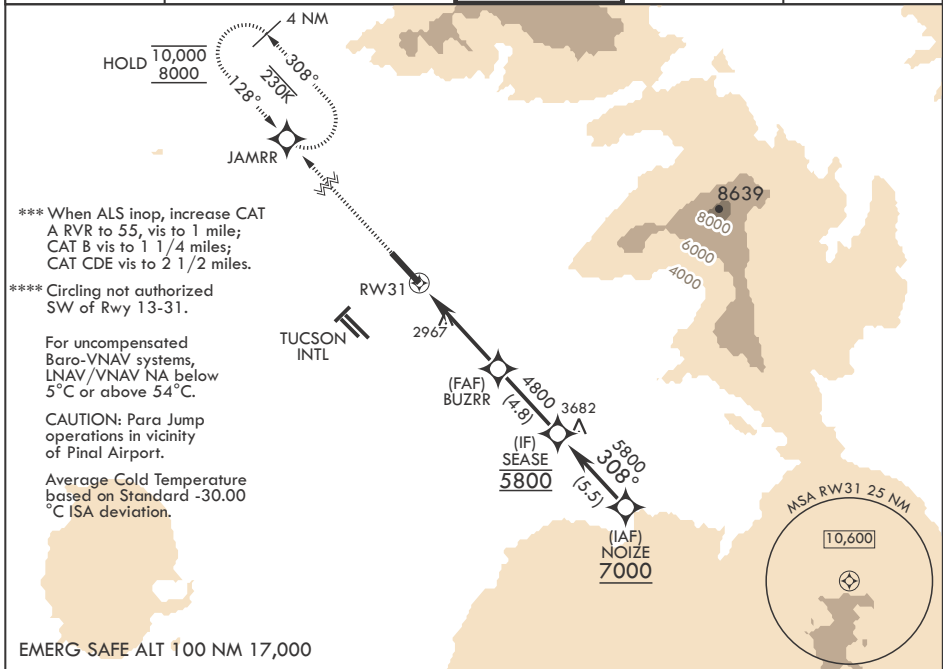 4 NM
HOLD 10,000
8000
308°
230K
128°
JAMRR
8639
8000
6000
4000
*** When ALS inop, increase CAT
A RVR to 55, vis to 1 mile;
CAT B vis to 1 1/4 miles;
CAT CDE vis to 2 1/2 miles.
**** Circling not authorized
SW of Rwy 13-31.
For uncompensated
Baro-VNAV systems,
LNAV/VNAV NA below
5°C or above 54°C.
CAUTION: Para Jump
operations in vicinity
of Pinal Airport.
Average Cold Temperature
based on Standard -30.00
°C ISA deviation.
RW31
TUCSON
INTL
2967
(FAF)
BUZRR
4800
(4.8)
3682
(IF)
SEASE
5800
5800
308°
(5.5)
(IAF)
NOIZE
7000
MSA RW31 25 NM
10,600
EMERG SAFE ALT 100 NM 17,000